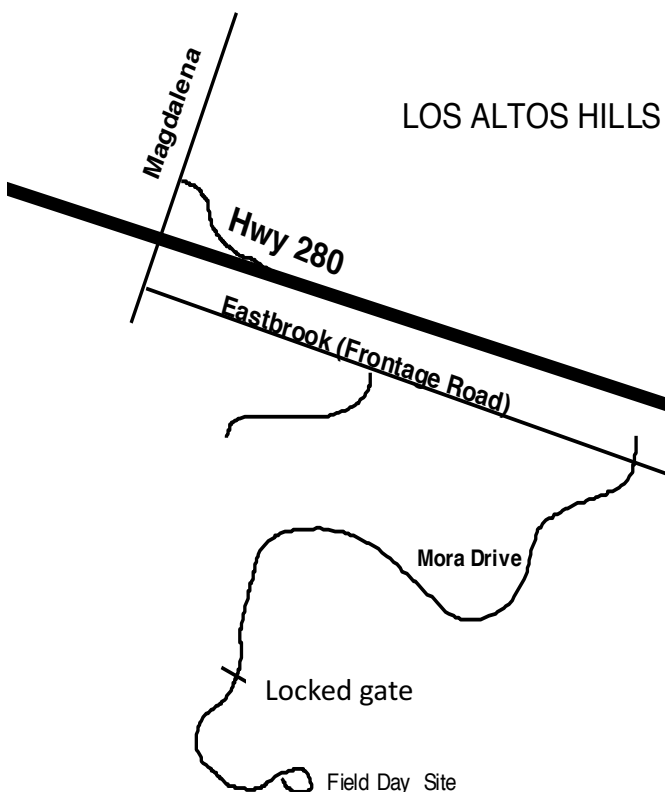 LOS ALTOS HILLS
Magdalena
Hwy 280
Eastbrook (Frontage Road)
Mora Drive
Locked gate
Field Day Site